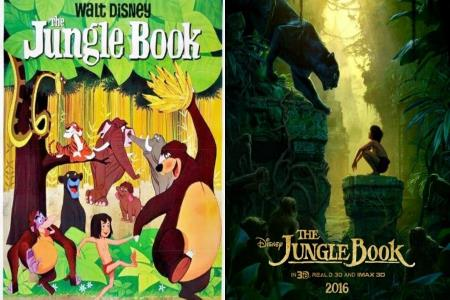 WALT DISNEY
The
Jungle Book
Disney
THE
JUNGLE BOOK
IN 3D, REAL D 3D AND IMAX 3D
2016